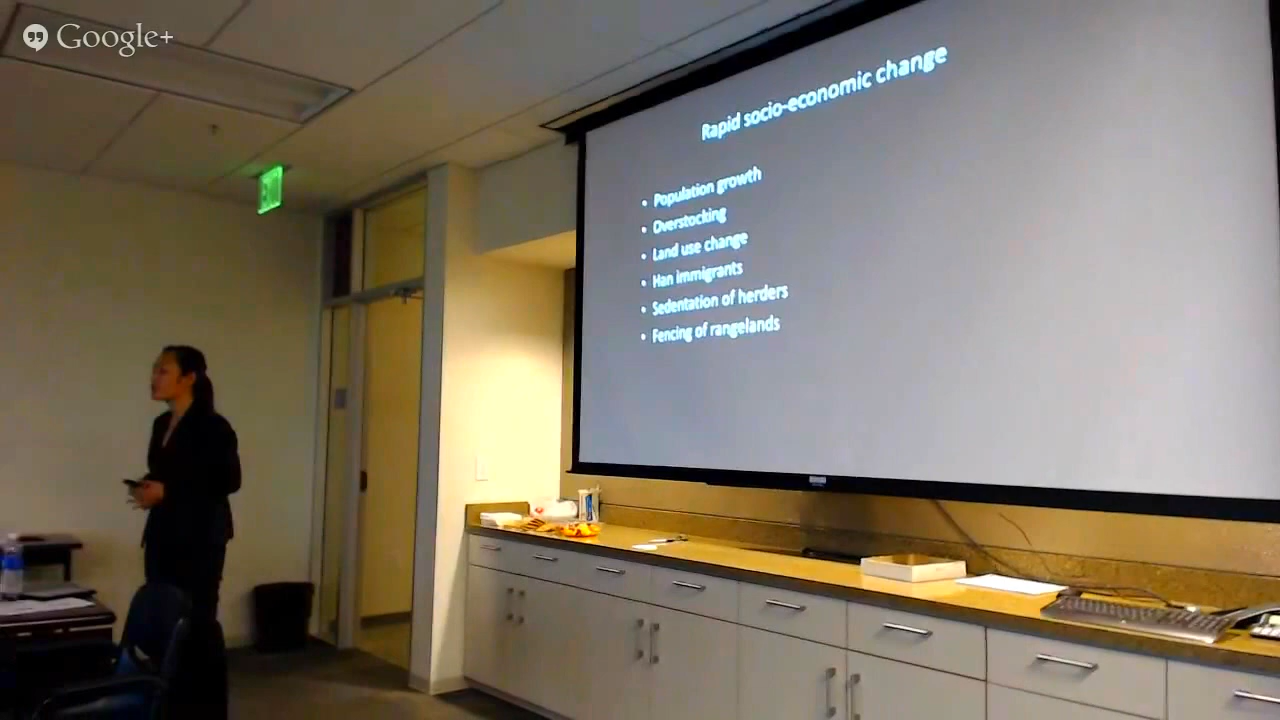 Google+
Rapid socio-economic change
• Population growth
• Overstocking
• Land use change
• Han immigrants
• Sedentation of herders
• Fencing of rangelands